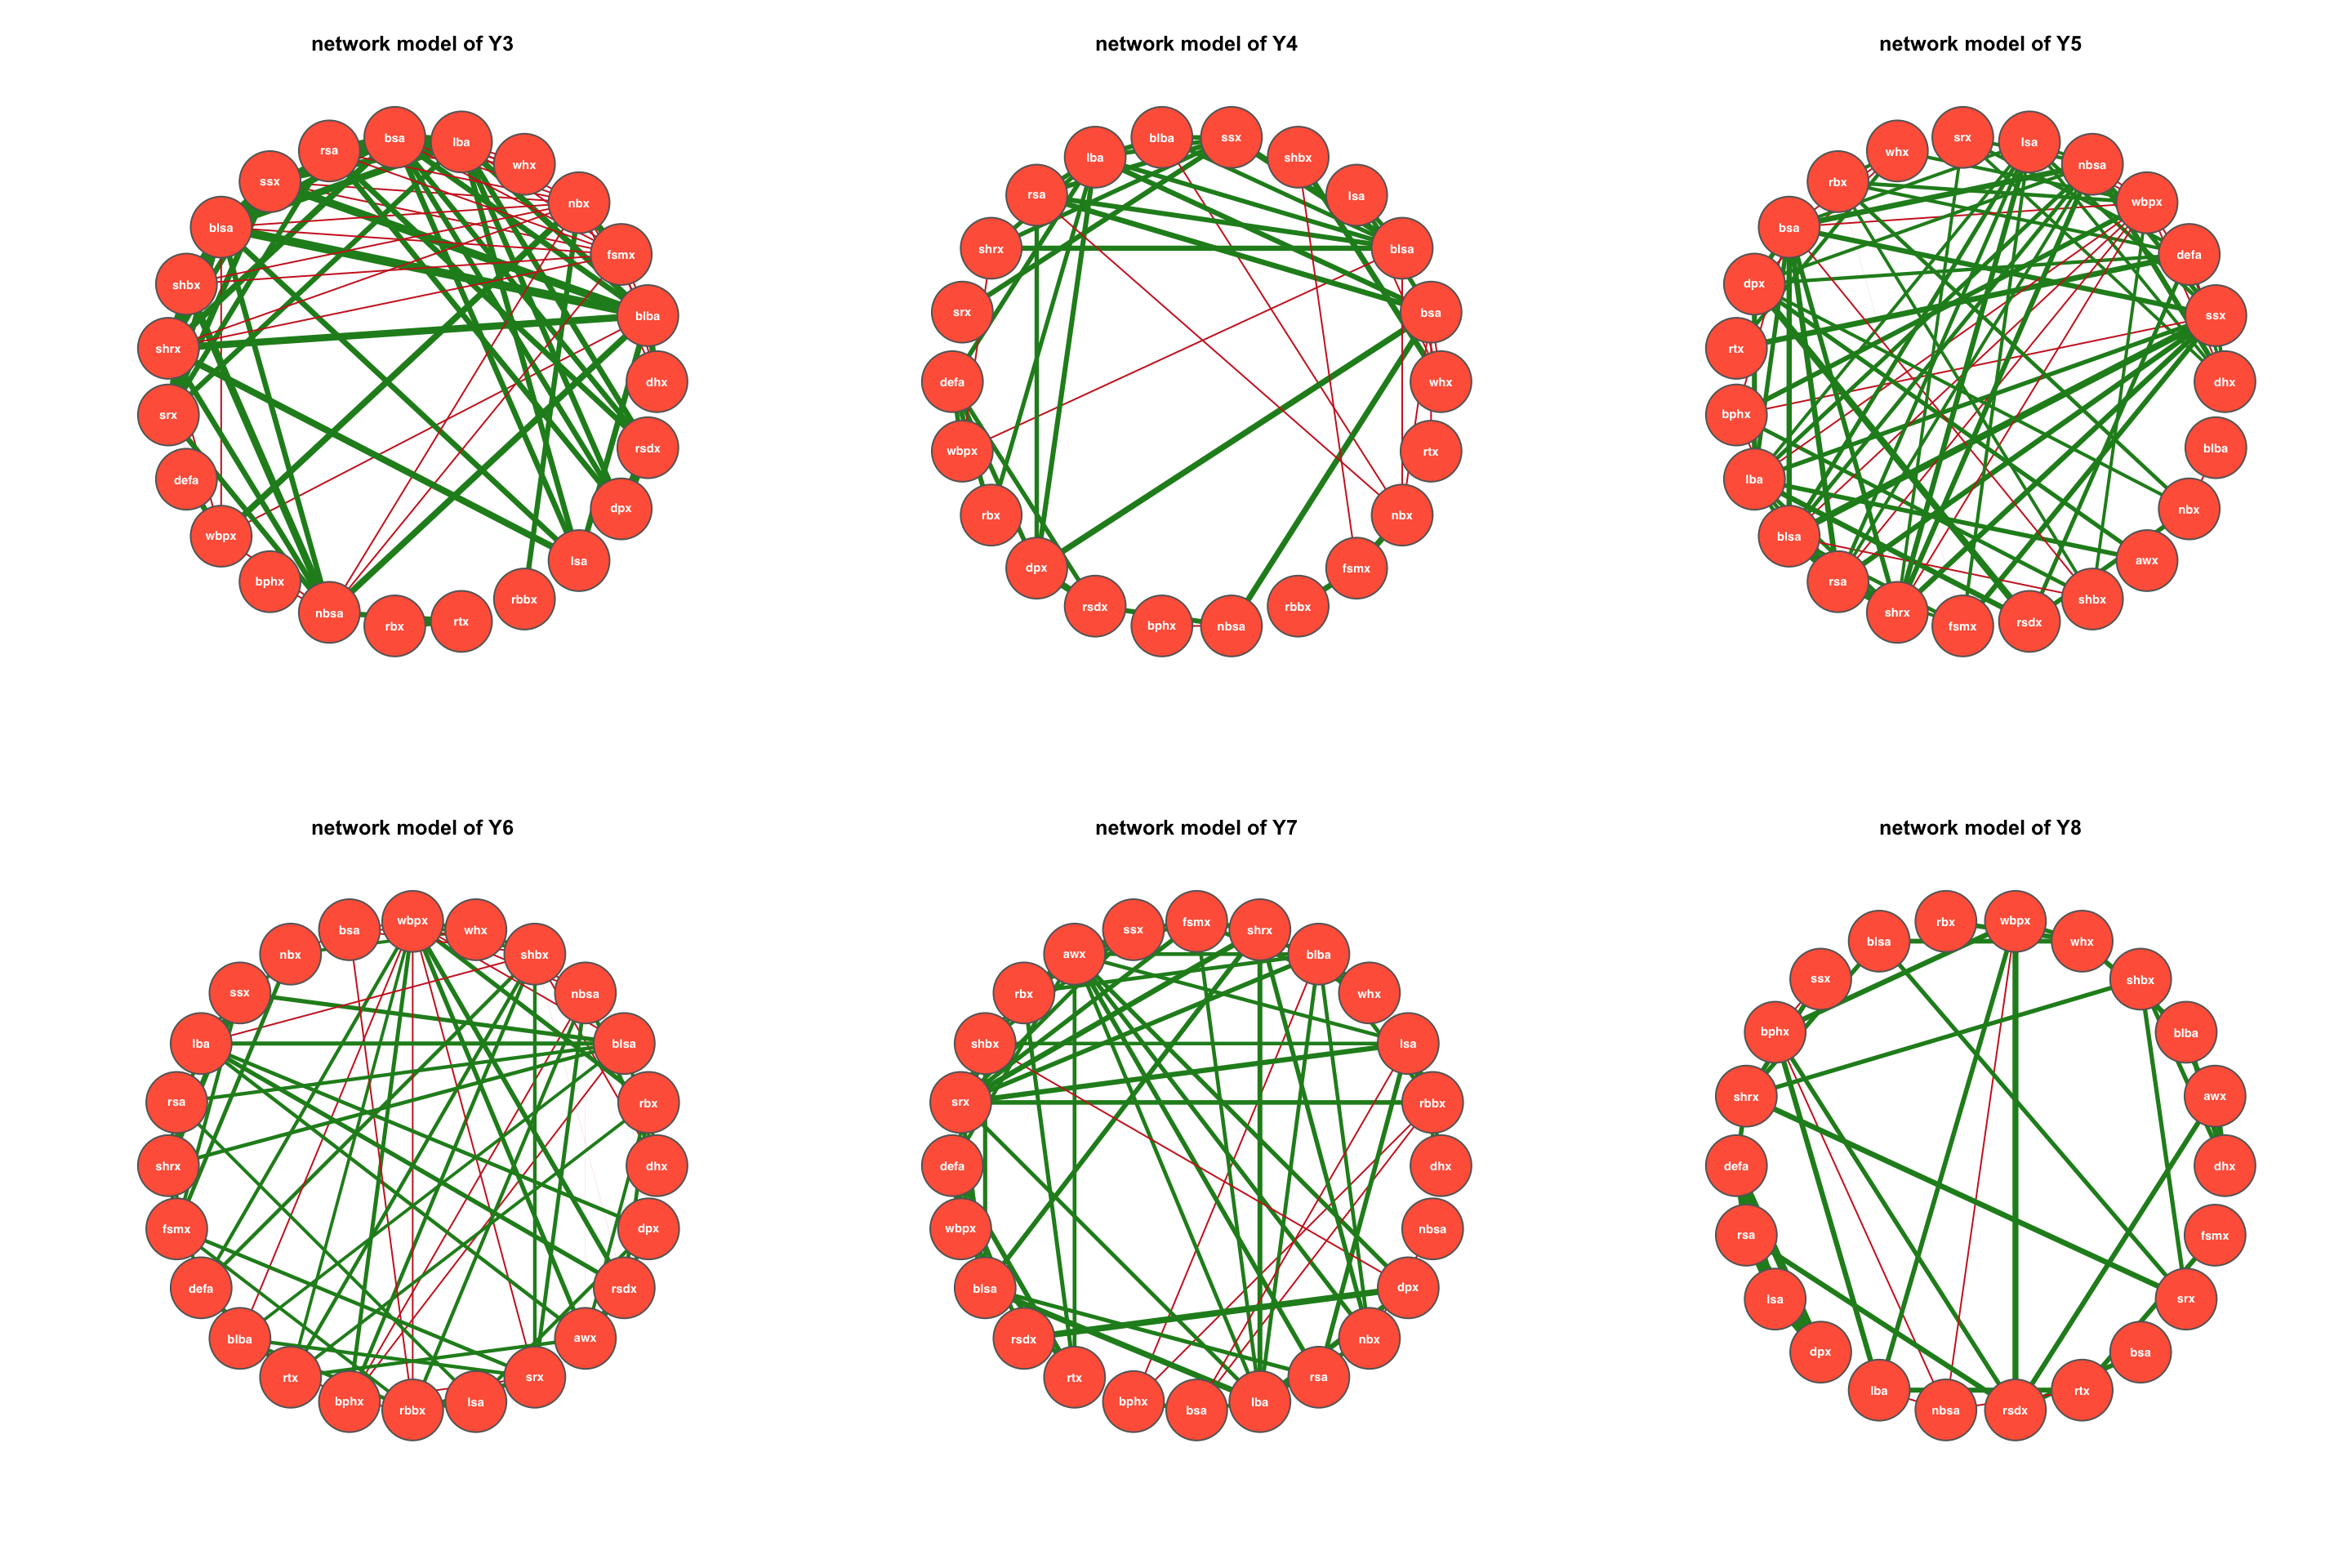 network model of Y3
bsa
lba
whx
nbx
fsmx
blba
dhx
rsdx
dpx
lsa
rbbx
rtx
rbx
nbsa
bphx
wbpx
defa
srx
shrx
shbx
blsa
ssx
rsa
network model of Y4
blba
ssx
shbx
lsa
blsa
bsa
whx
rtx
nbx
fsmx
rbbx
nbsa
bphx
rsdx
dpx
rbx
wbpx
defa
srx
shrx
rsa
lba
network model of Y5
srx
lsa
nbsa
wbpx
defa
ssx
dhx
blba
nbx
awx
shbx
rsdx
fsmx
shrx
rsa
blsa
lba
bphx
rtx
dpx
bsa
rbx
whx
network model of Y6
wbpx
whx
shbx
nbsa
blsa
rbx
dhx
dpx
rsdx
awx
srx
lsa
rbbx
bphx
rtx
blba
defa
fsmx
shrx
rsa
lba
ssx
nbx
bsa
network model of Y7
fsmx
shrx
blba
whx
lsa
rbbx
dhx
nbsa
dpx
nbx
rsa
lba
bsa
bphx
rtx
rsdx
blsa
wbpx
defa
srx
shbx
rbx
awx
ssx
network model of Y8
rbx
wbpx
whx
shbx
blba
awx
dhx
fsmx
srx
bsa
rtx
rsdx
nbsa
lba
dpx
lsa
rsa
defa
shrx
bphx
ssx
blsa